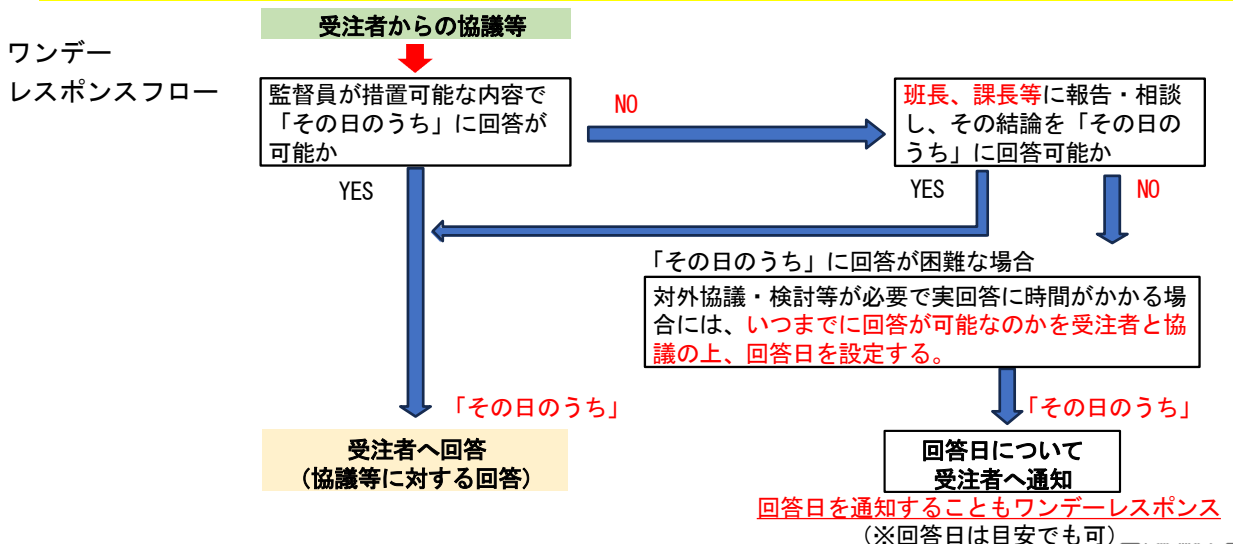 受注者からの協議等
ワンデー
レスポンスフロー
監督員が措置可能な内容で
「その日のうち」に回答が
可能か
NO
班長、課長等に報告・相談
し、その結論を「その日の
うち」に回答可能か
YES
YES
NO
「その日のうち」に回答が困難な場合
対外協議・検討等が必要で実回答に時間がかかる場
合には、いつまでに回答が可能なのかを受注者と協
議の上、回答日を設定する。
「その日のうち」
「その日のうち」
受注者へ回答
(協議等に対する回答)
回答日について
受注者へ通知
回答日を通知することもワンデーレスポンス
(※回答日は目安でも可)